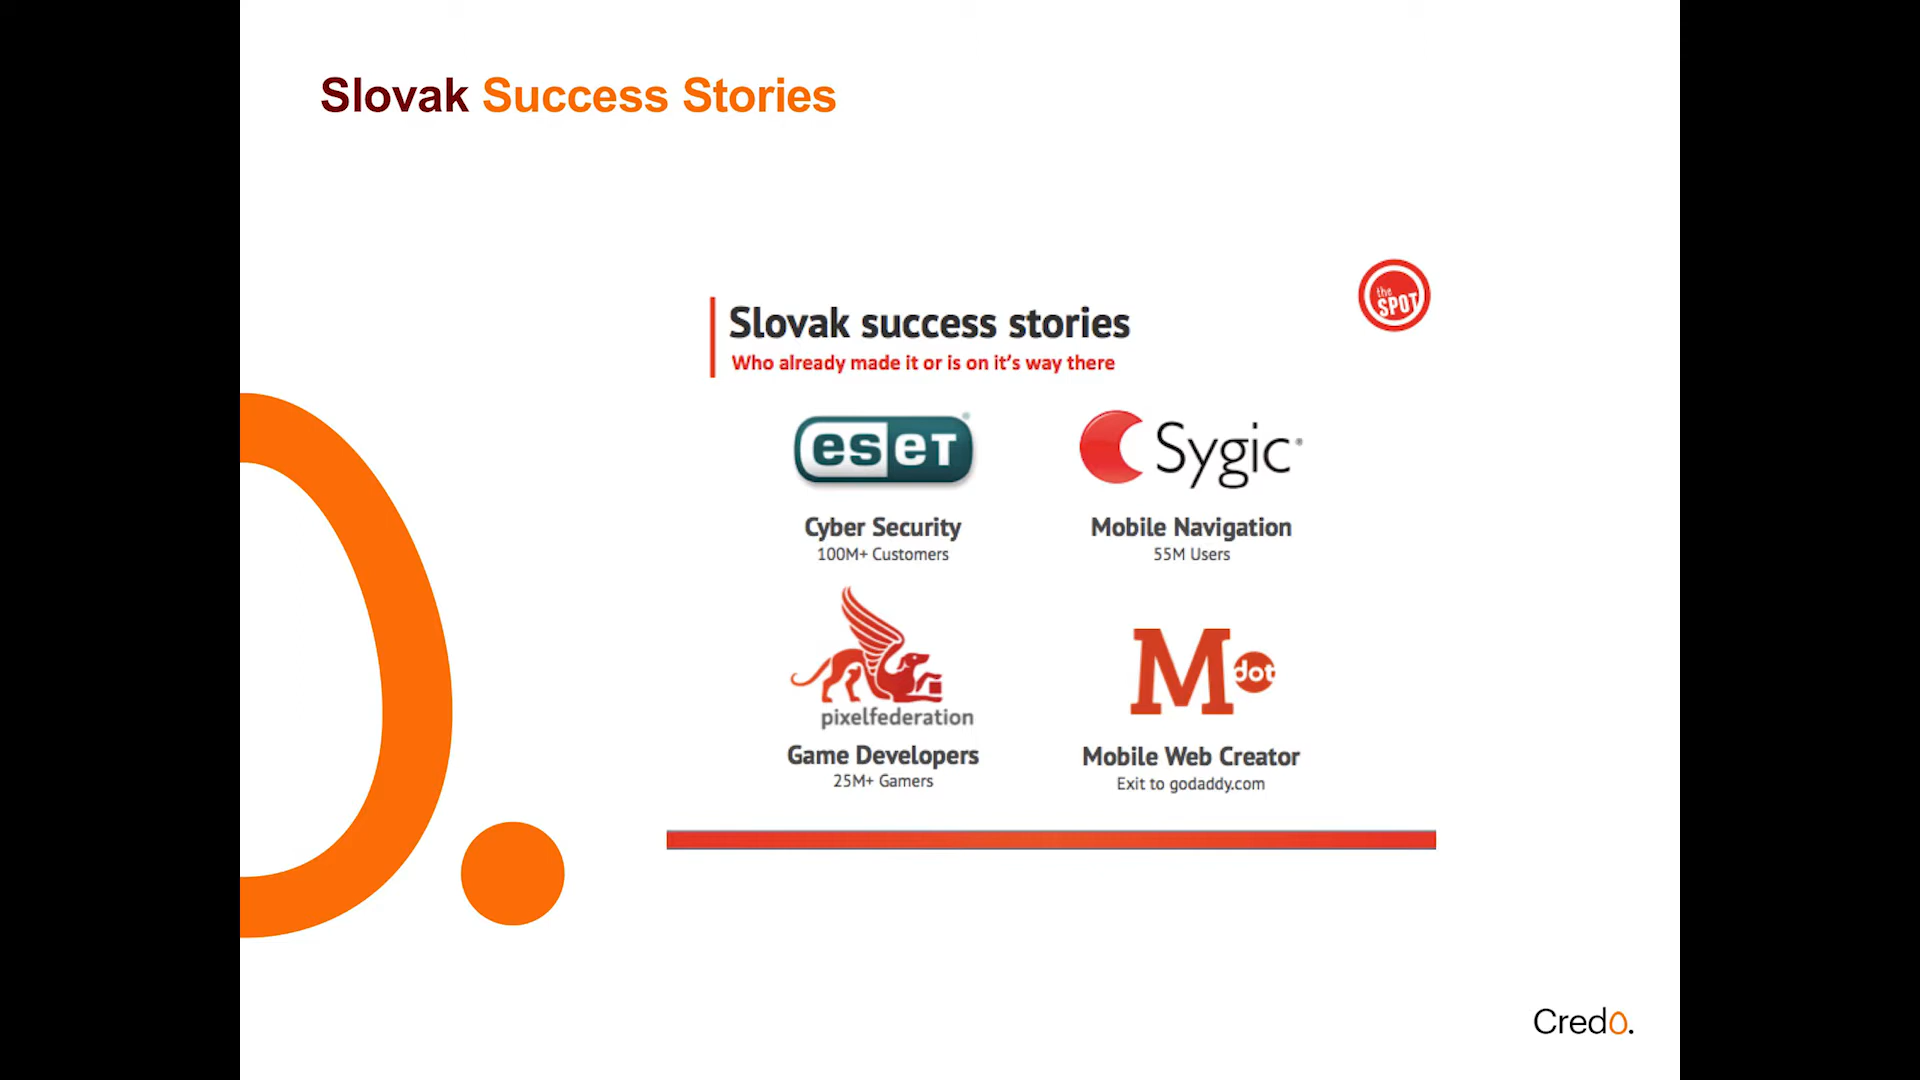 Slovak Success Stories
the
SPOT
Slovak success stories
Who already made it or is on it's way there
eset
Sygic
Cyber Security
100M+ Customers
Mobile Navigation
55M Users
pixelfederation
Game Developers
25M+ Gamers
M dot
Mobile Web Creator
Exit to godaddy.com
Credo.